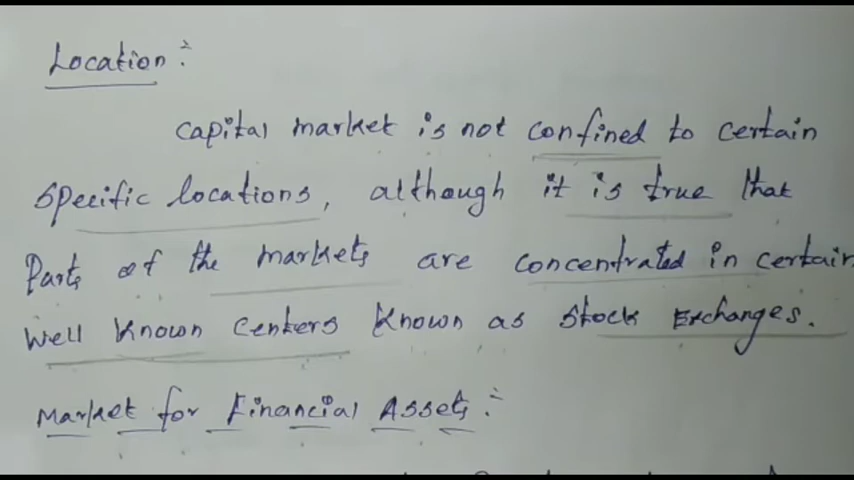 Location :-
capital market is not confined to certain
specific locations, although it is true that
Parts of the markets are concentrated in certain
well known centers known as stock Exchanges.
Market for Financial Assets :-